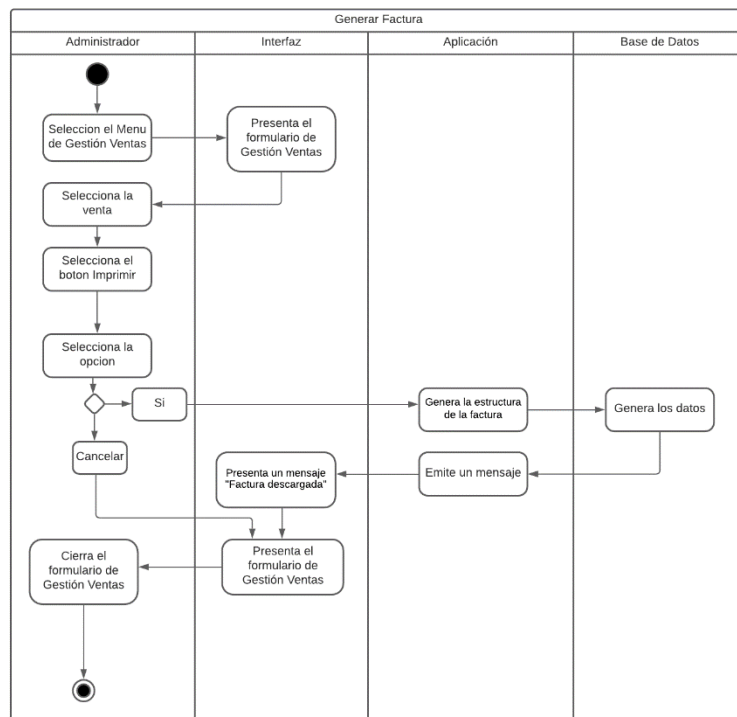 Generar Factura
Administrador
Interfaz
Aplicación
Base de Datos
Seleccion el Menu
de Gestión Ventas
Presenta el
formulario de
Gestión Ventas
Selecciona la
venta
Selecciona el
boton Imprimir
Selecciona la
opcion
Si
Genera la estructura
de la factura
Genera los datos
Cancelar
Presenta un mensaje
"Factura descargada"
Emite un mensaje
Cierra el
formulario de
Gestión Ventas
Presenta el
formulario de
Gestión Ventas